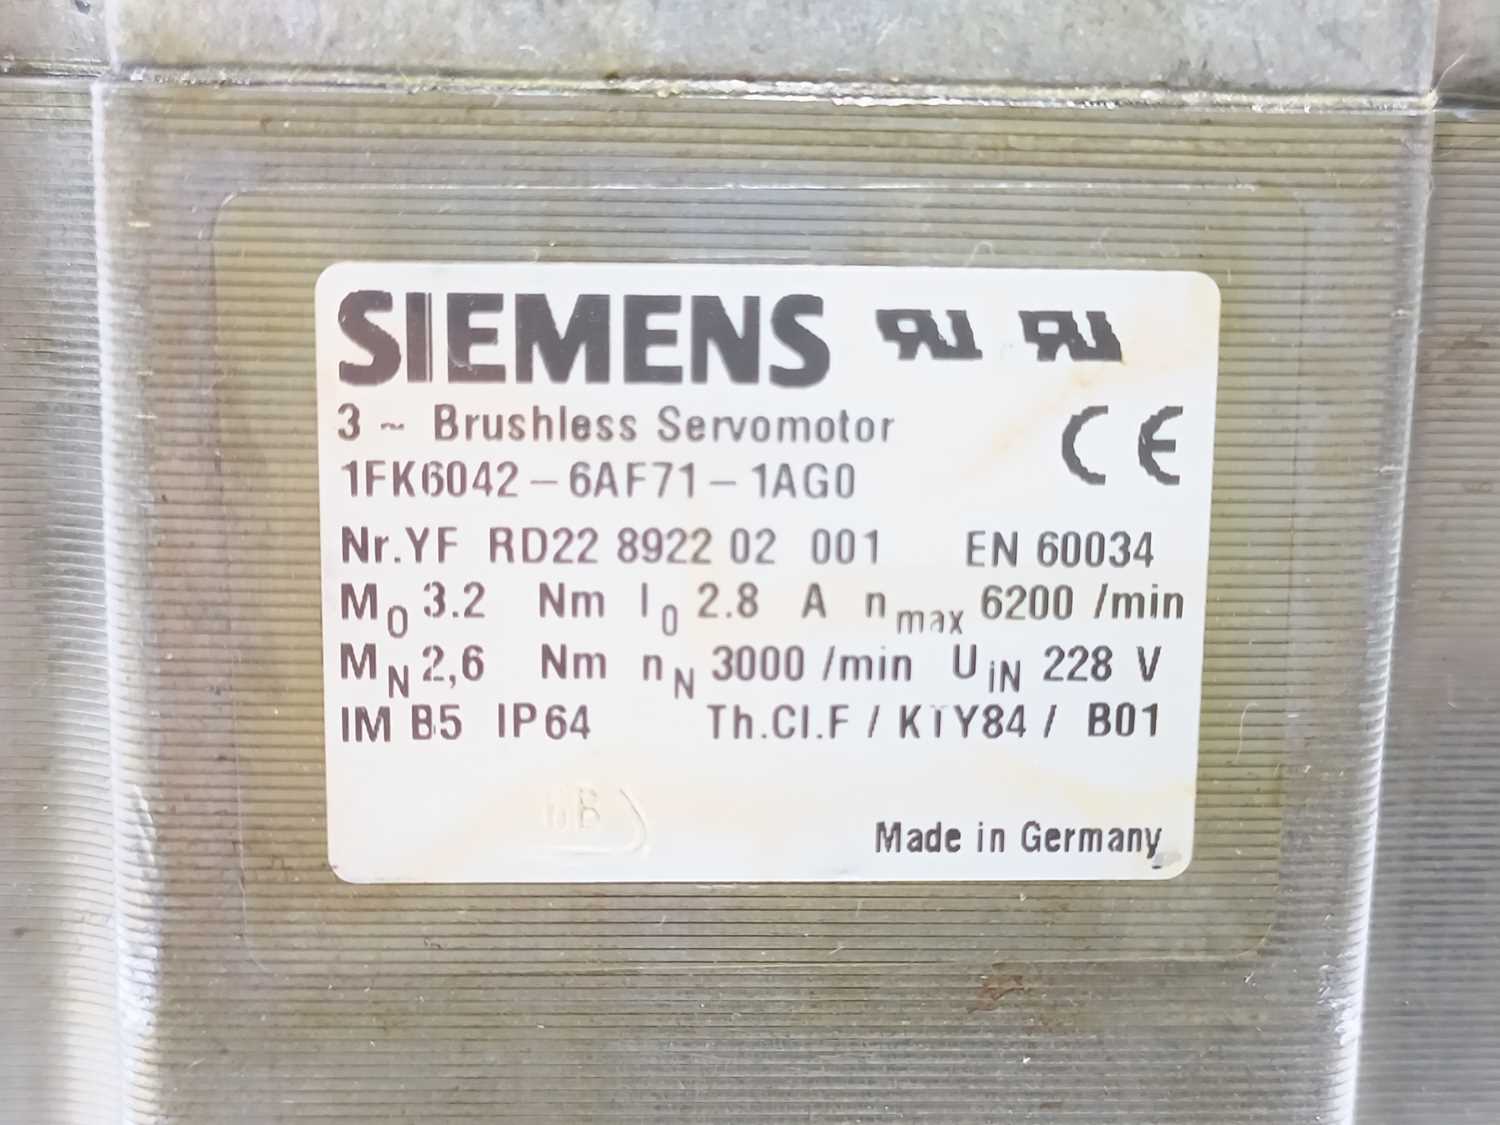 SIEMENS
3 ~ Brushless Servomotor
1FK6042-6AF71-1AG0
Nr.YF RD22 8922 02 001 EN 60034
M0 3.2 Nm I0 2.8 A nmax 6200 /min
MN 2,6 Nm nN 3000 /min UiN 228 V
IM B5 IP64 Th.Cl.F / KTY84 / B01
Made in Germany